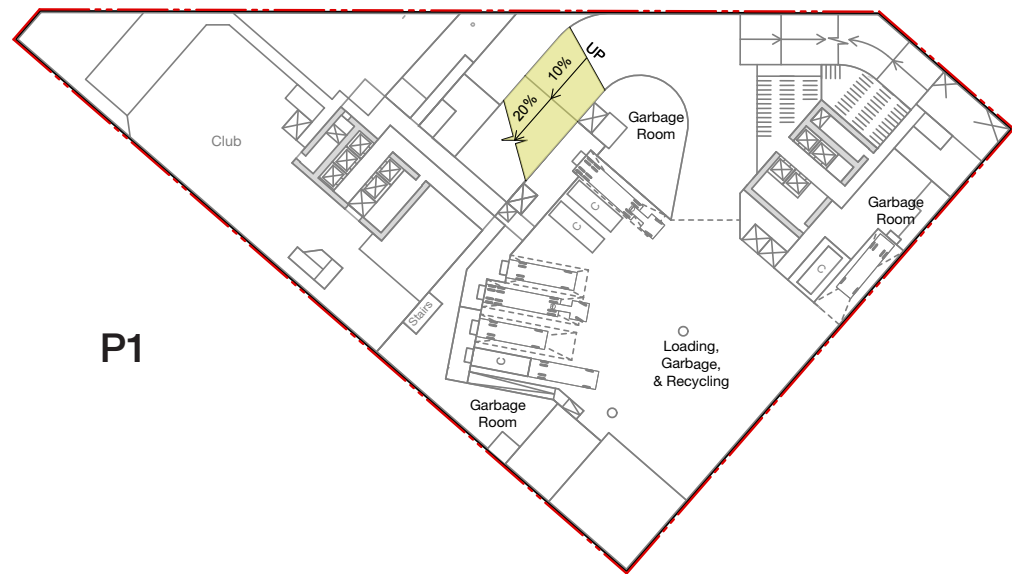 UP
10%
20%
Garbage
Room
Club
C
C
Garbage
Room
C
Stairs
P1
Loading,
Garbage,
& Recycling
C
Garbage
Room